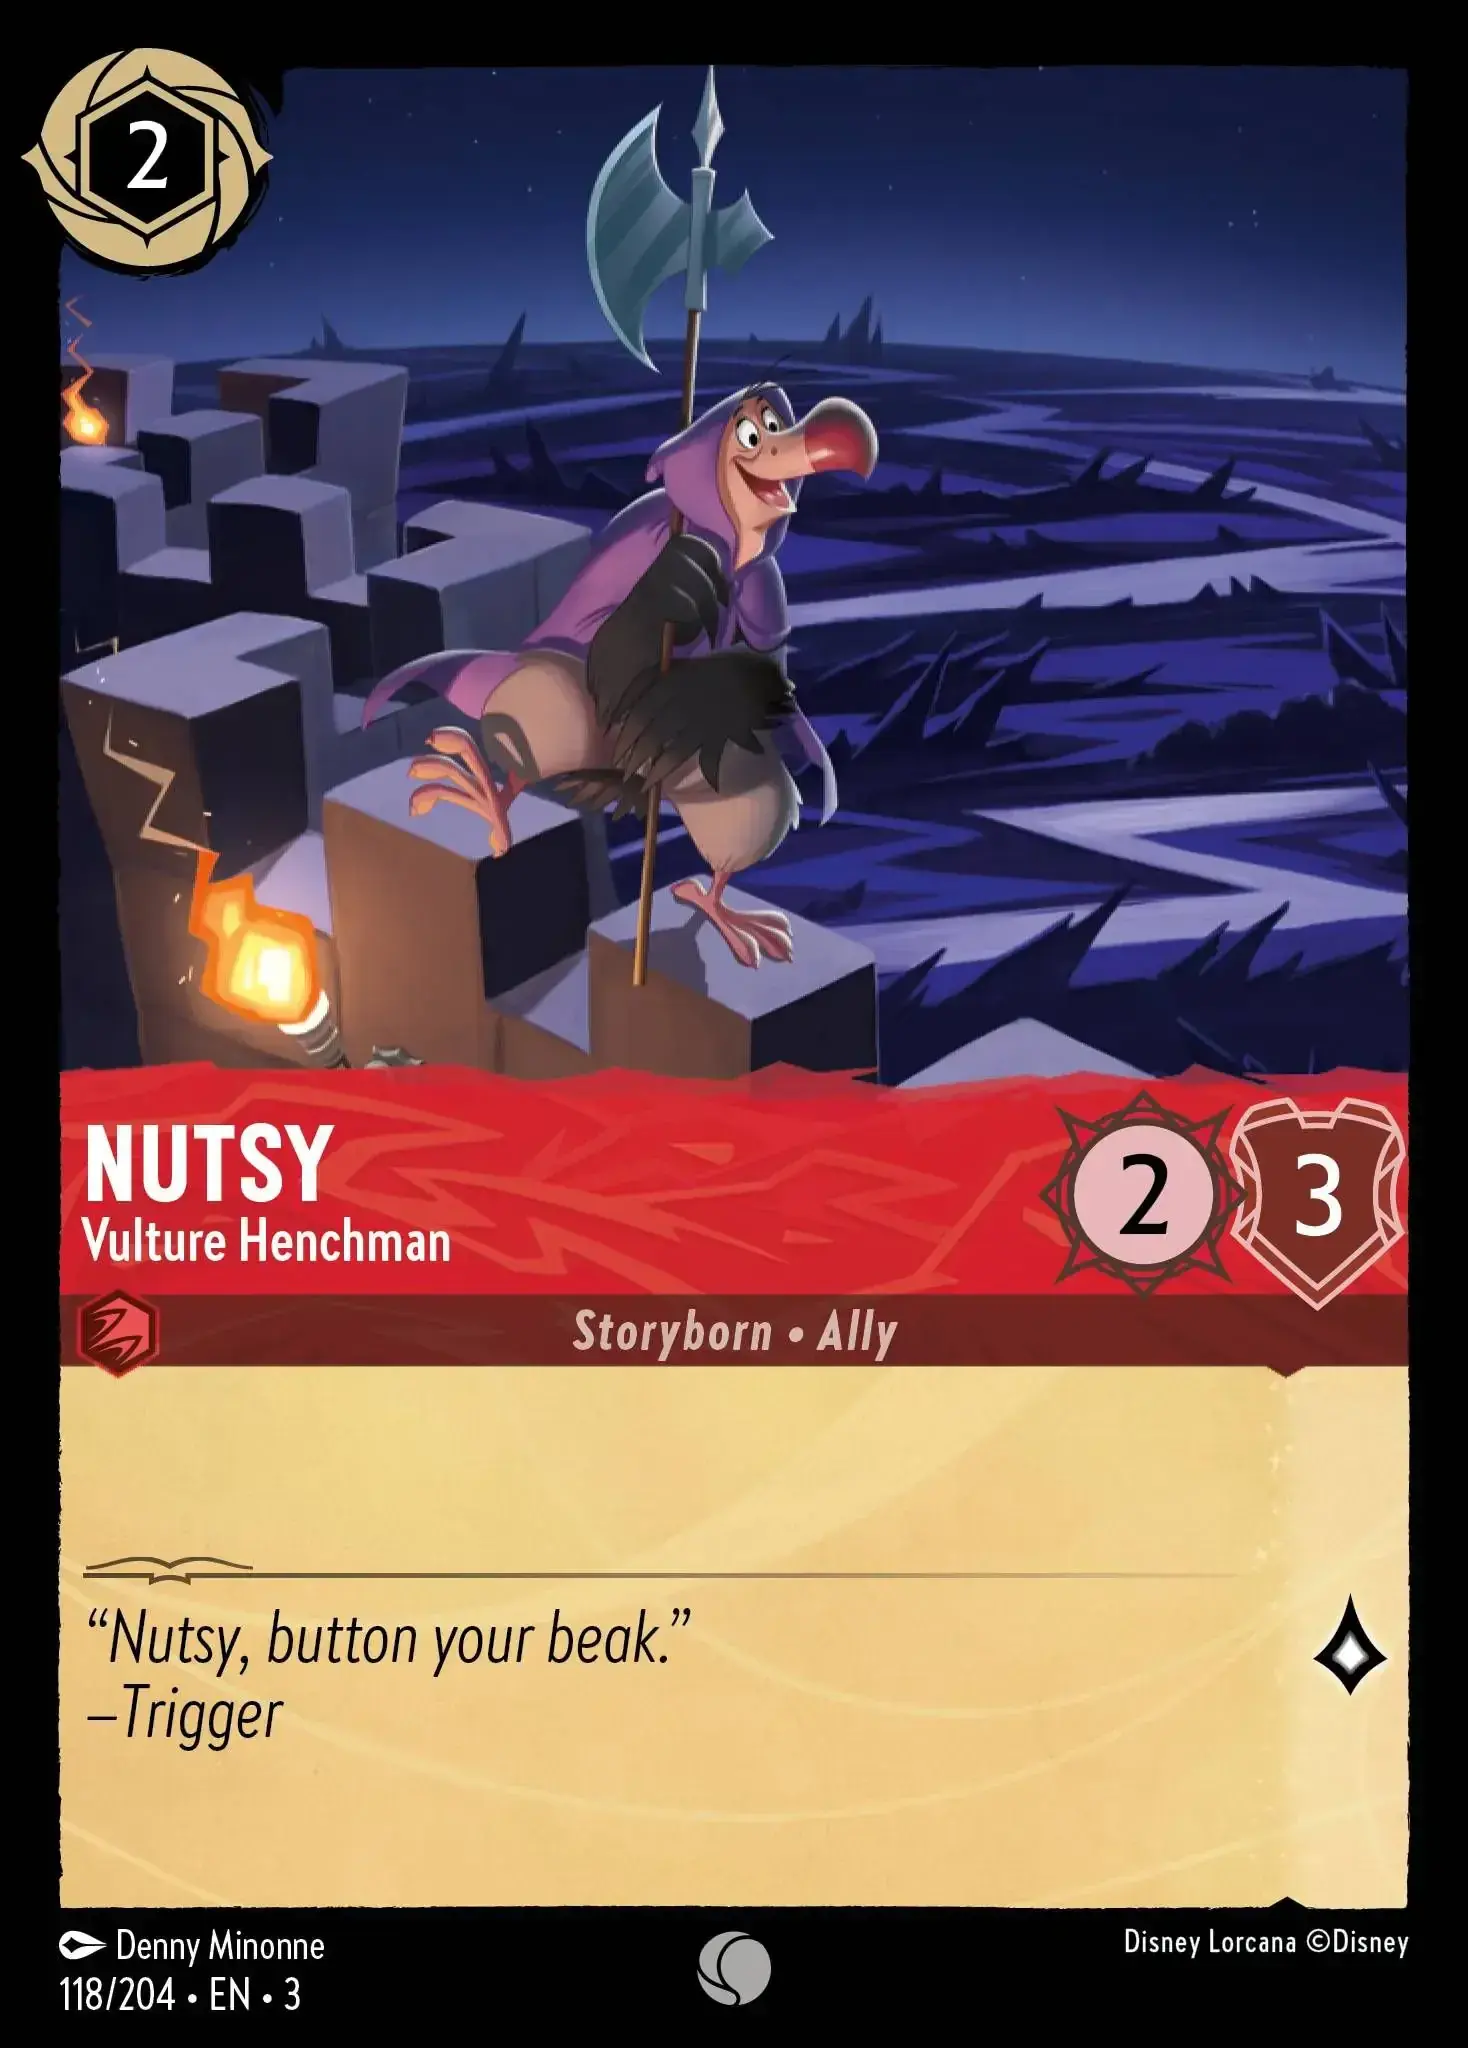 2
NUTSY
Vulture Henchman
2
3
Storyborn • Ally
“Nutsy, button your beak.”
–Trigger
Denny Minonne
118/204 • EN • 3
Disney Lorcana ©Disney